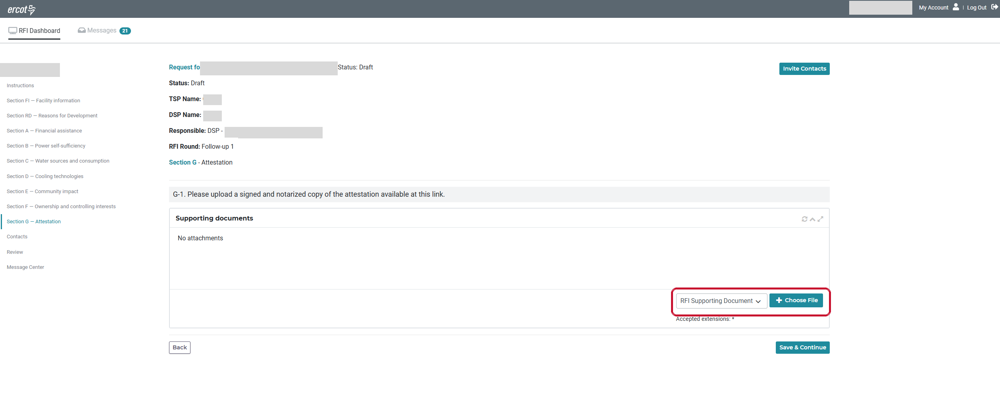 ercot
My Account | Log Out
RFI Dashboard Messages 21
Request fo Status: Draft
Invite Contacts
Status: Draft
TSP Name:
DSP Name:
Responsible: DSP -
RFI Round: Follow-up 1
Section G - Attestation
Instructions
Section FI — Facility information
Section RD — Reasons for Development
Section A — Financial assistance
Section B — Power self-sufficiency
Section C — Water sources and consumption
Section D — Cooling technologies
Section E — Community impact
Section F — Ownership and controlling interests
Section G — Attestation
Contacts
Review
Message Center
G-1. Please upload a signed and notarized copy of the attestation available at this link.
Supporting documents
No attachments
RFI Supporting Document
Choose File
Accepted extensions: *
Back
Save & Continue